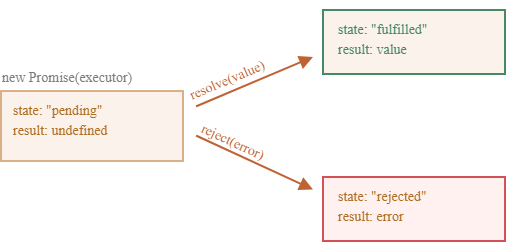 new Promise(executor)
state: "pending"
result: undefined
resolve(value)
reject(error)
state: "fulfilled"
result: value
state: "rejected"
result: error